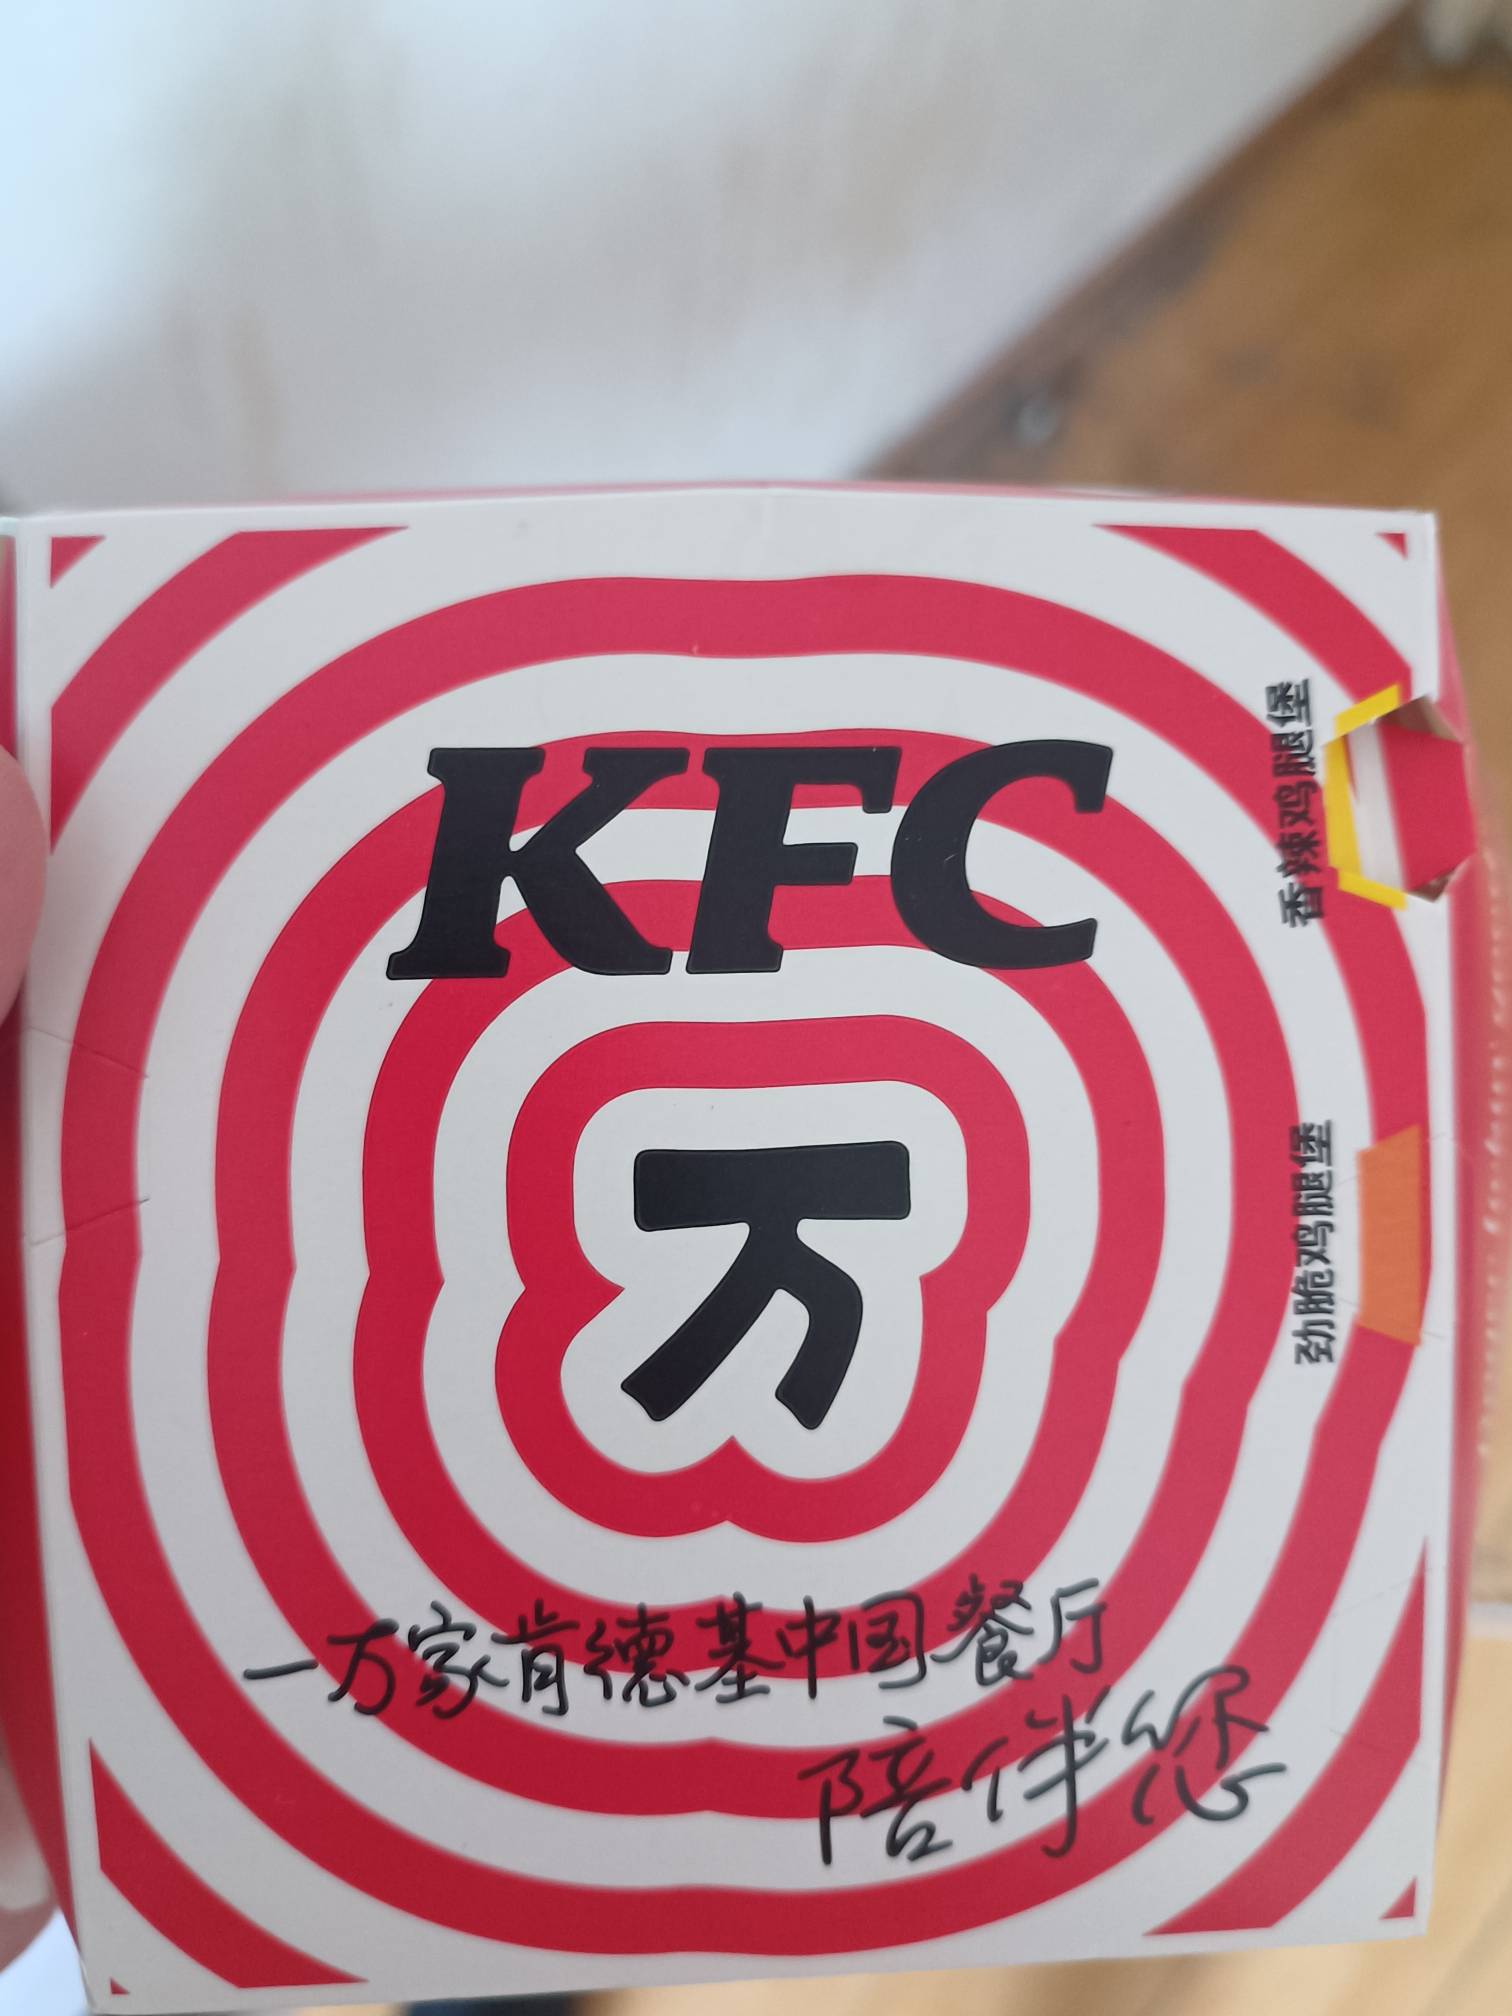 KFC
万
一万家肯德基中国餐厅
陪伴您
香辣鸡腿堡
劲脆鸡腿堡